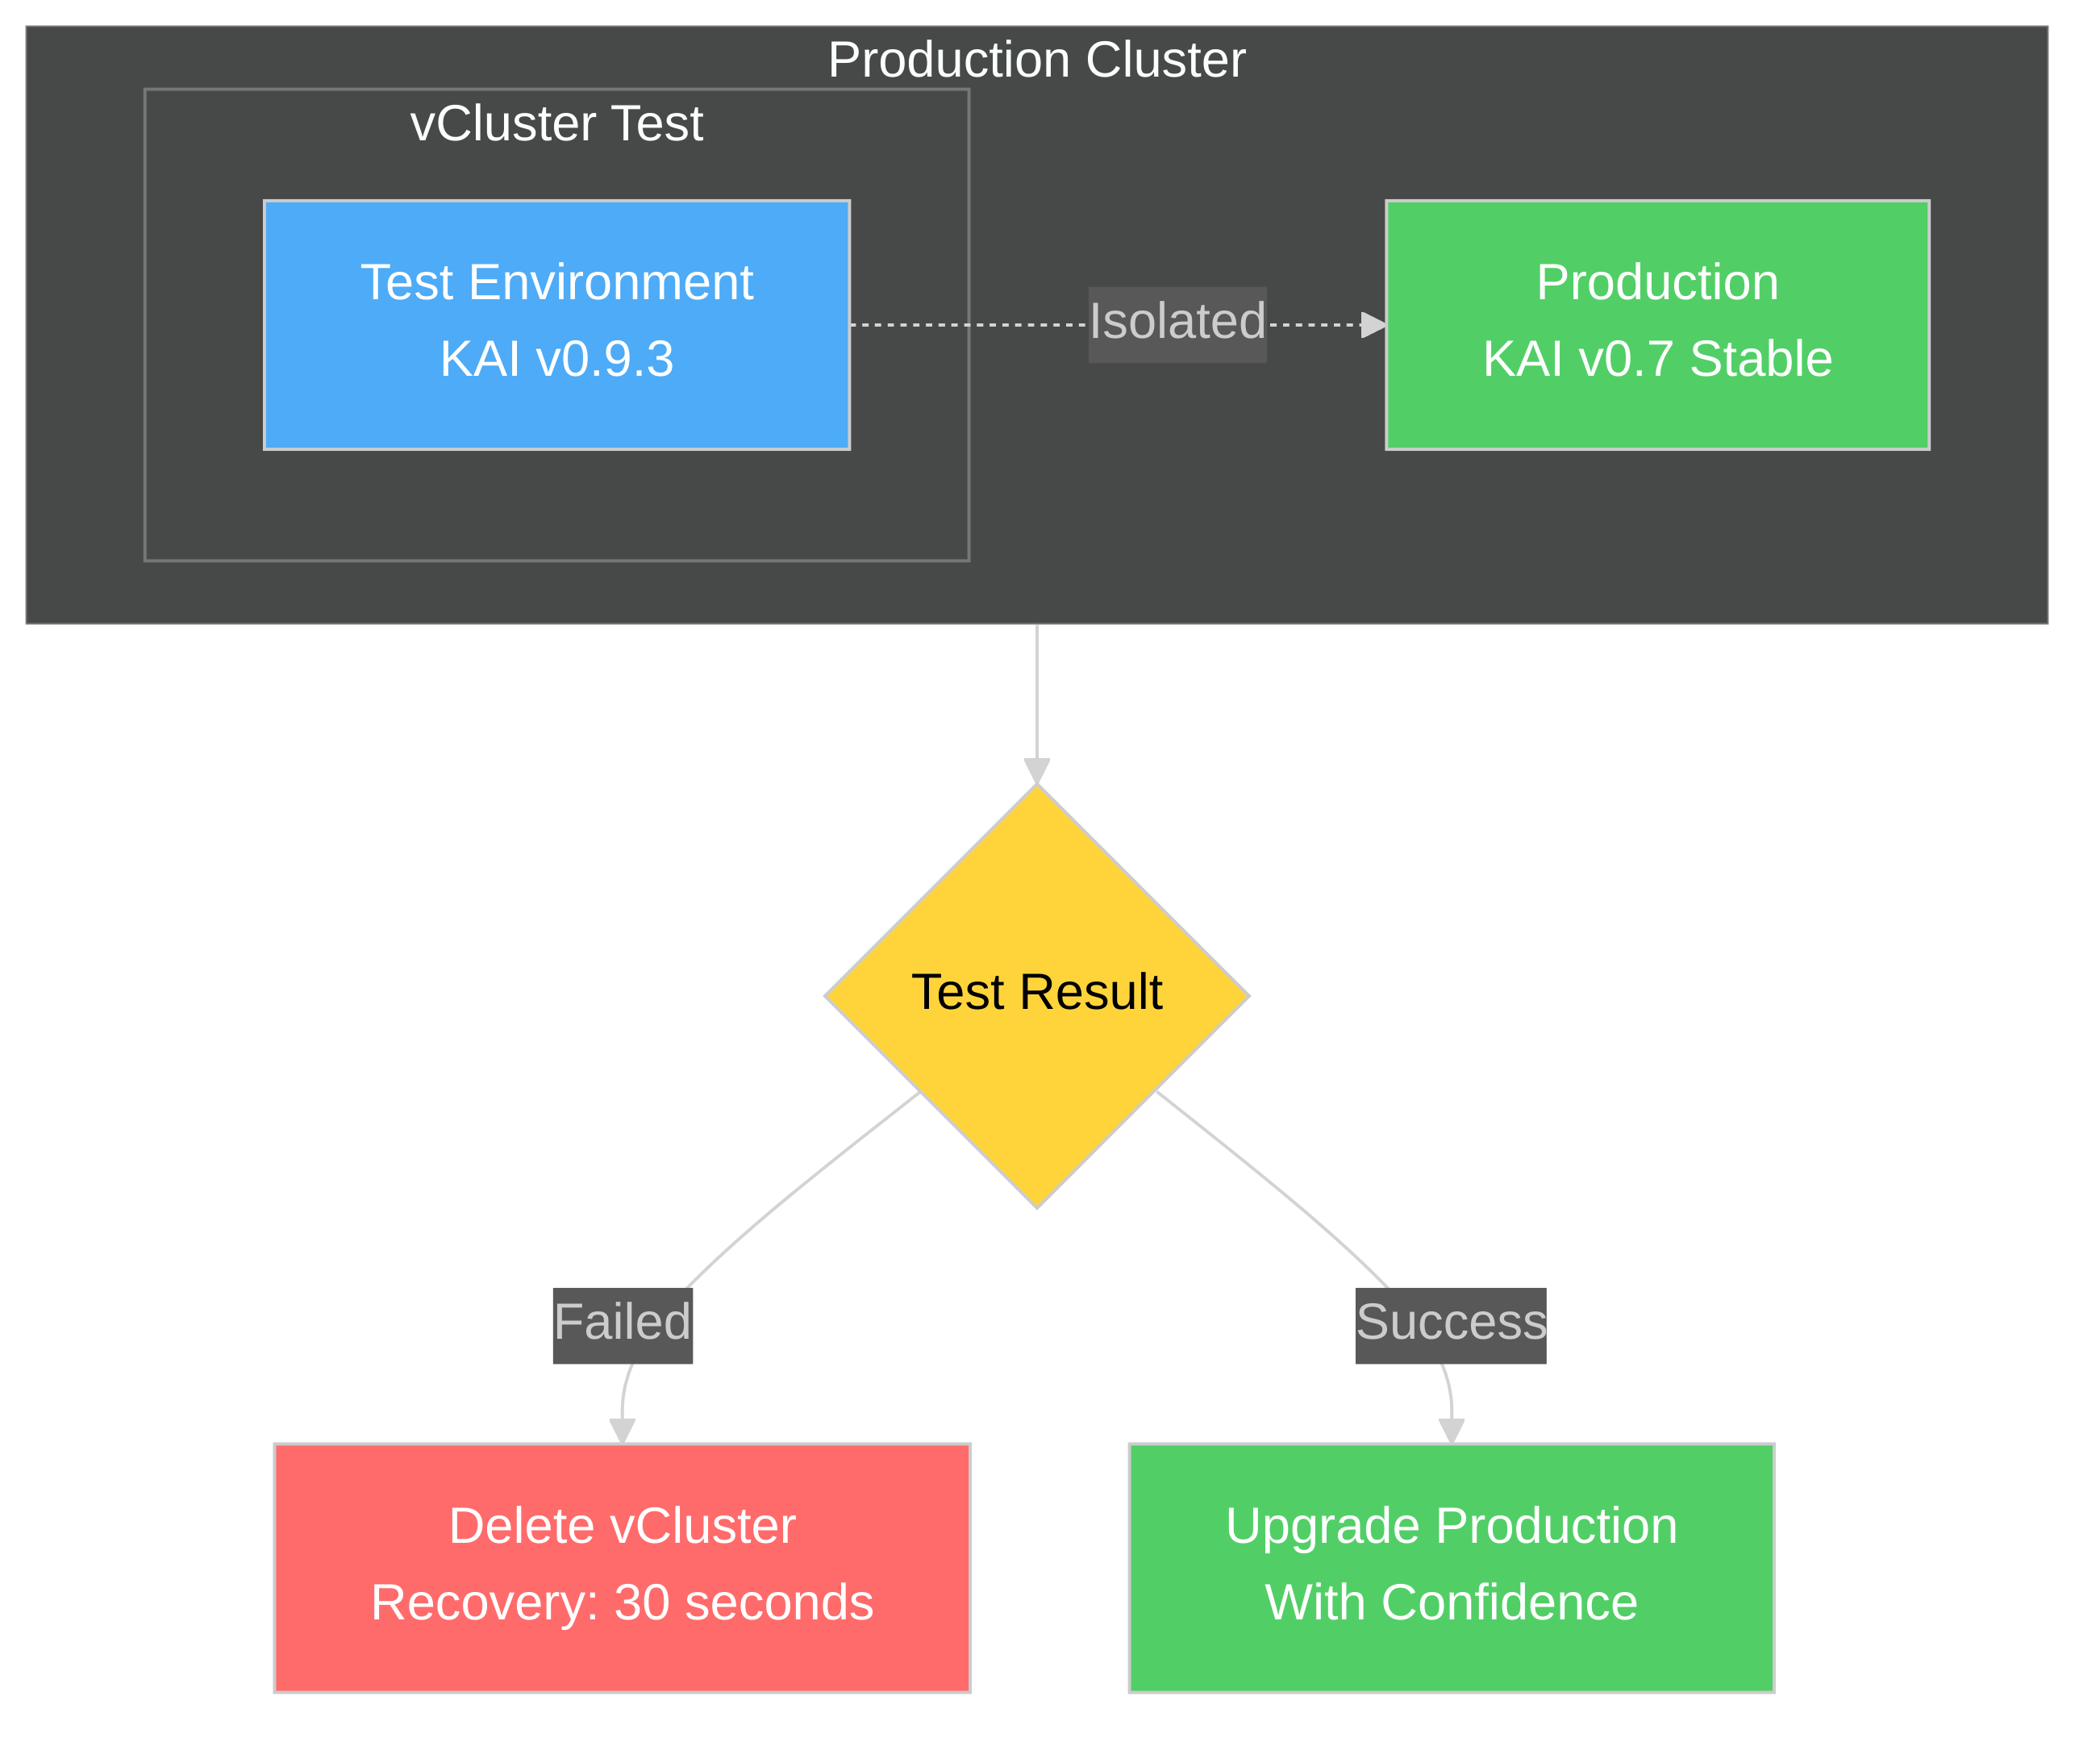 Production Cluster
vCluster Test
Test Environment
KAI v0.9.3
Isolated
Production
KAI v0.7 Stable
Test Result
Failed
Success
Delete vCluster
Recovery: 30 seconds
Upgrade Production
With Confidence